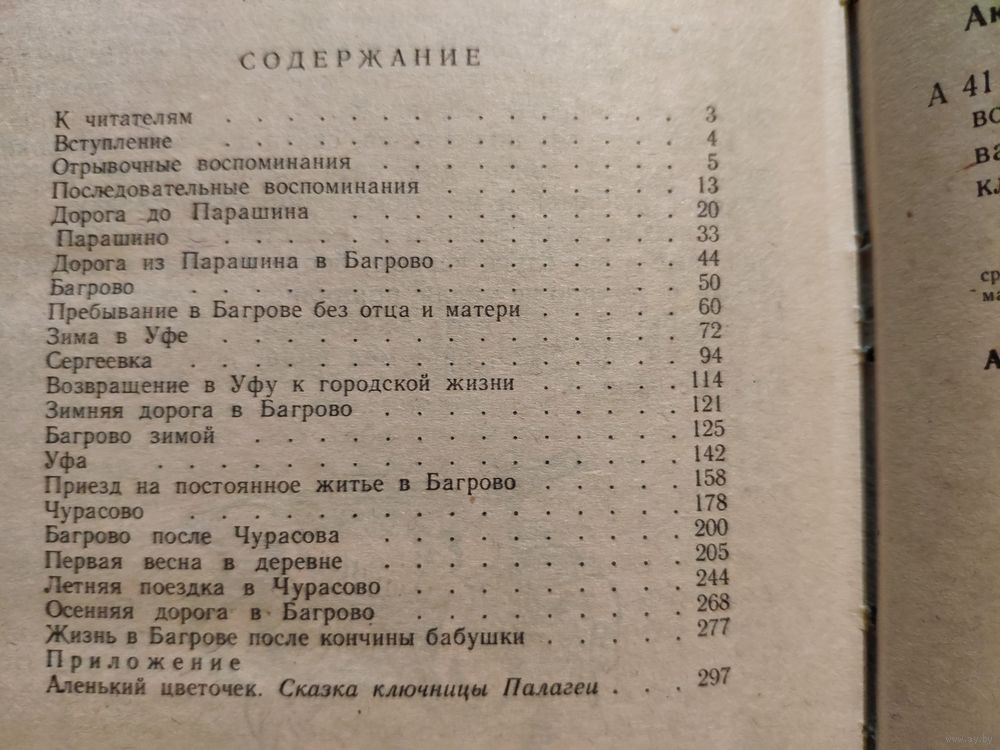 СОДЕРЖАНИЕ
К читателям . . . . . . . . . . . . . . . 3
Вступление . . . . . . . . . . . . . . . 4
Отрывочные воспоминания . . . . . . . . . . 5
Последовательные воспоминания . . . . . . . . 13
Дорога до Парашина . . . . . . . . . . . 20
Парашино . . . . . . . . . . . . . . . 33
Дорога из Парашина в Багрово . . . . . . . . 44
Багрово . . . . . . . . . . . . . . . . 50
Пребывание в Багрове без отца и матери . . . . . 60
Зима в Уфе . . . . . . . . . . . . . . . 72
Сергеевка . . . . . . . . . . . . . . . . 94
Возвращение в Уфу к городской жизни . . . . . 114
Зимняя дорога в Багрово . . . . . . . . . . 121
Багрово зимой . . . . . . . . . . . . . . 125
Уфа . . . . . . . . . . . . . . . . . 142
Приезд на постоянное житье в Багрово . . . . . 158
Чурасово . . . . . . . . . . . . . . . . 178
Багрово после Чурасова . . . . . . . . . . 200
Первая весна в деревне . . . . . . . . . . 205
Летняя поездка в Чурасово . . . . . . . . . 244
Осенняя дорога в Багрово . . . . . . . . . 268
Жизнь в Багрове после кончины бабушки . . . . . 277
Приложение
Аленький цветочек. Сказка ключницы Палагеи . . . 297
Ак
А 41
во
ва
кл
ср
ма
А
www.ay.by